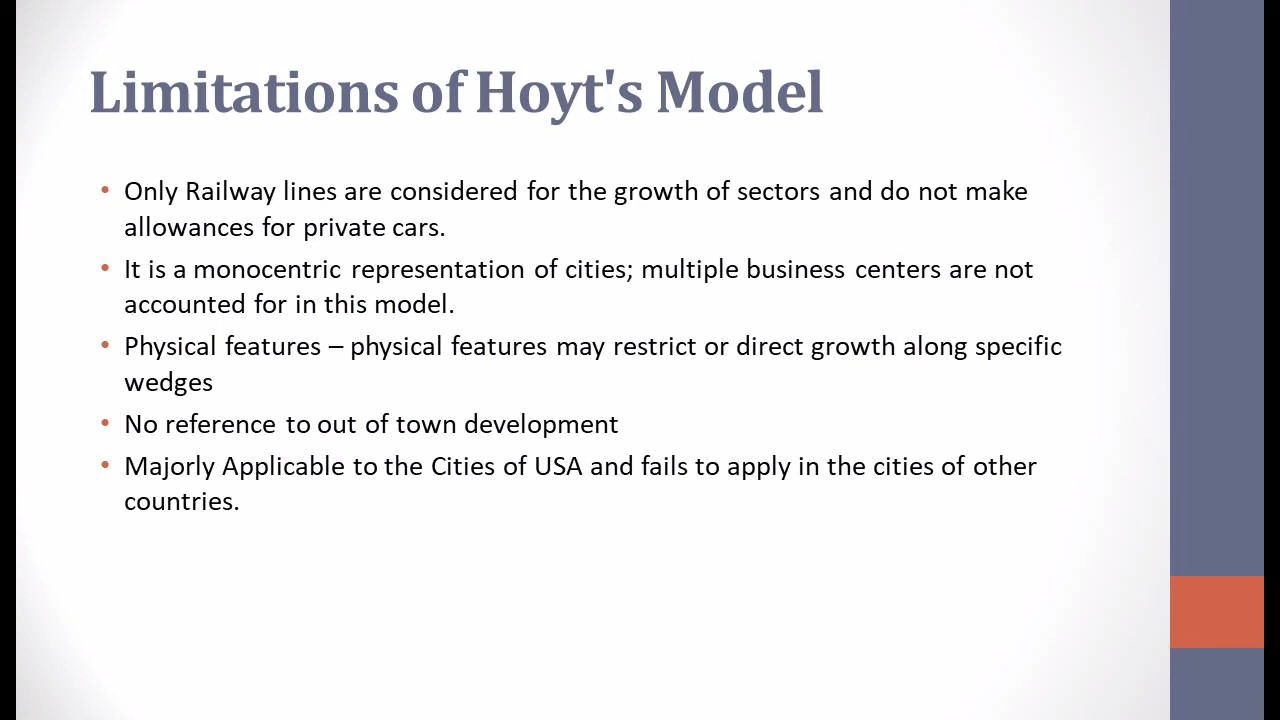 Limitations of Hoyt's Model
• Only Railway lines are considered for the growth of sectors and do not make
allowances for private cars.
• It is a monocentric representation of cities; multiple business centers are not
accounted for in this model.
• Physical features – physical features may restrict or direct growth along specific
wedges
• No reference to out of town development
• Majorly Applicable to the Cities of USA and fails to apply in the cities of other
countries.